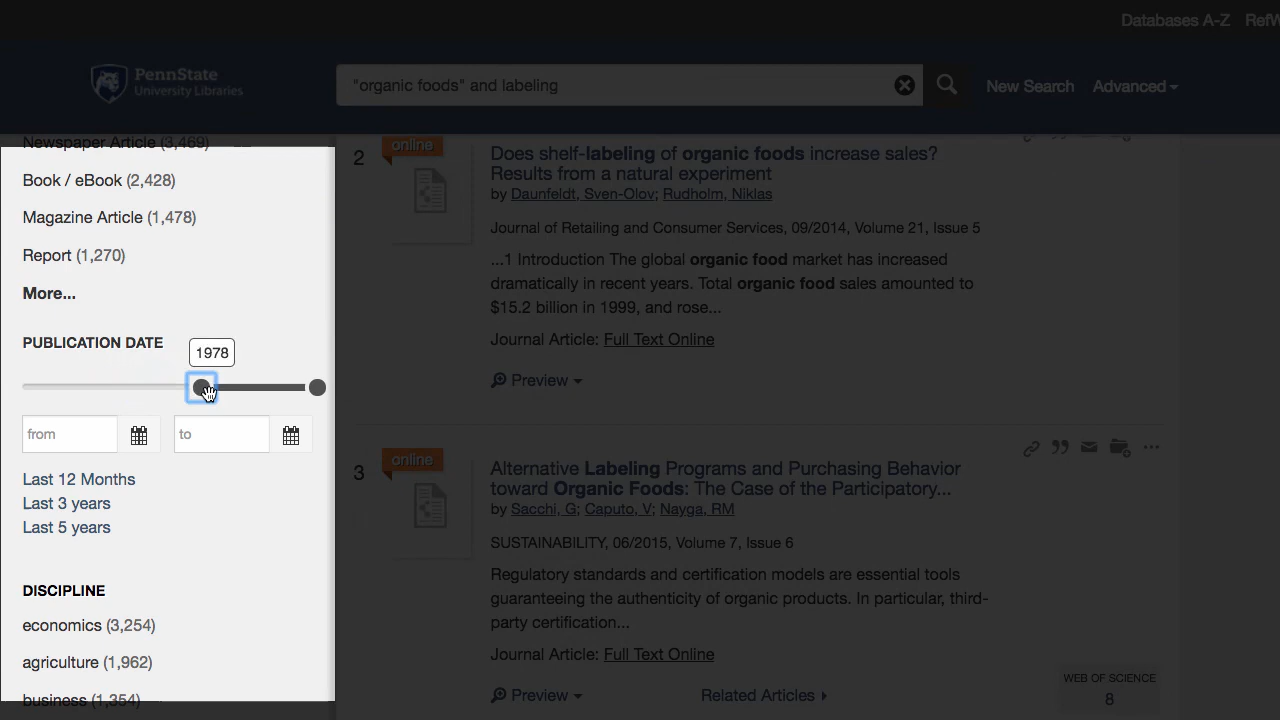 Databases A-Z RefW
PennState
University Libraries
"organic foods" and labeling
New Search Advanced
Newspaper Article (3,469)
Book / eBook (2,428)
Magazine Article (1,478)
Report (1,270)
More...
PUBLICATION DATE
1978
from
to
Last 12 Months
Last 3 years
Last 5 years
DISCIPLINE
economics (3,254)
agriculture (1,962)
business (1,354)
2
online
Does shelf-labeling of organic foods increase sales?
Results from a natural experiment
by Daunfeldt, Sven-Olov; Rudholm, Niklas
Journal of Retailing and Consumer Services, 09/2014, Volume 21, Issue 5
...1 Introduction The global organic food market has increased
dramatically in recent years. Total organic food sales amounted to
$15.2 billion in 1999, and rose...
Journal Article: Full Text Online
Preview
3
online
Alternative Labeling Programs and Purchasing Behavior
toward Organic Foods: The Case of the Participatory...
by Sacchi, G; Caputo, V; Nayga, RM
SUSTAINABILITY, 06/2015, Volume 7, Issue 6
Regulatory standards and certification models are essential tools
guaranteeing the authenticity of organic products. In particular, third-
party certification...
Journal Article: Full Text Online
Preview
Related Articles
WEB OF SCIENCE
8